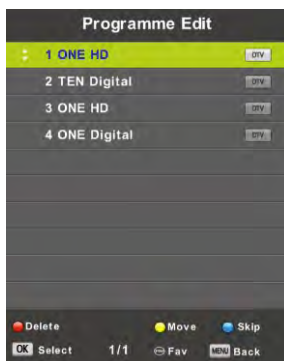 Programme Edit
1 ONE HD DTV
2 TEN Digital DTV
3 ONE HD DTV
4 ONE Digital DTV
Delete Move Skip
OK Select 1/1 Fav MENU Back